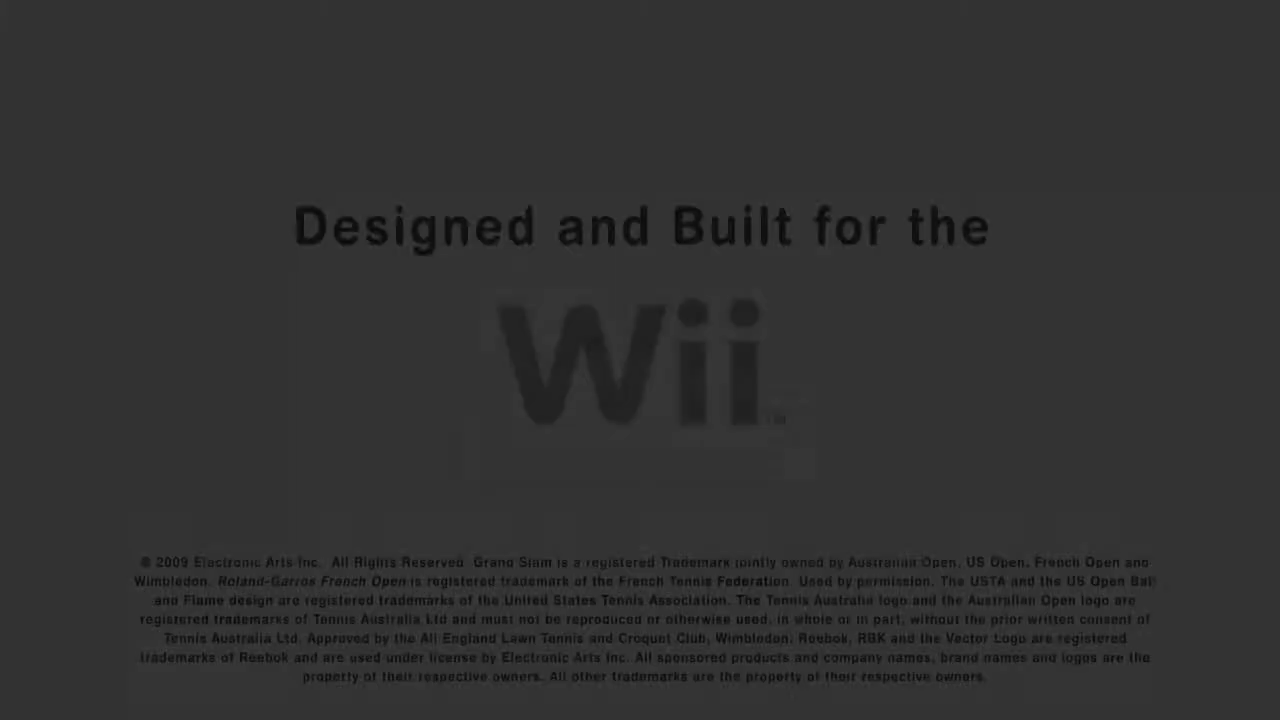 Designed and Built for the
Wii™
© 2009 Electronic Arts Inc. All Rights Reserved. Grand Slam is a registered Trademark jointly owned by Australian Open, US Open, French Open and
Wimbledon. Roland-Garros French Open is registered trademark of the French Tennis Federation. Used by permission. The USTA and the US Open Ball
and Flame design are registered trademarks of the United States Tennis Association. The Tennis Australia logo and the Australian Open logo are
registered trademarks of Tennis Australia Ltd and must not be reproduced or otherwise used, in whole or in part, without the prior written consent of
Tennis Australia Ltd. Approved by the All England Lawn Tennis and Croquet Club, Wimbledon. Reebok, RBK and the Vector Logo are registered
trademarks of Reebok and are used under license by Electronic Arts Inc. All sponsored products and company names, brand names and logos are the
property of their respective owners. All other trademarks are the property of their respective owners.